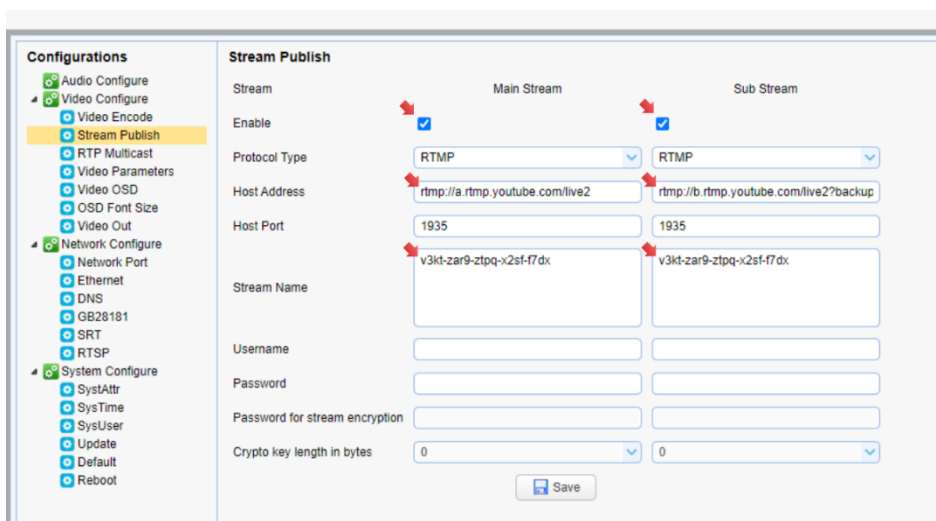 Configurations
Audio Configure
Video Configure
Video Encode
Stream Publish
RTP Multicast
Video Parameters
Video OSD
OSD Font Size
Video Out
Network Configure
Network Port
Ethernet
DNS
GB28181
SRT
RTSP
System Configure
SystAttr
SysTime
SysUser
Update
Default
Reboot
Stream Publish
Stream Main Stream Sub Stream
Enable
Protocol Type RTMP RTMP
Host Address rtmp://a.rtmp.youtube.com/live2 rtmp://b.rtmp.youtube.com/live2?backup
Host Port 1935 1935
Stream Name v3kt-zar9-ztpq-x2sf-f7dx v3kt-zar9-ztpq-x2sf-f7dx
Username
Password
Password for stream encryption
Crypto key length in bytes 0 0
Save